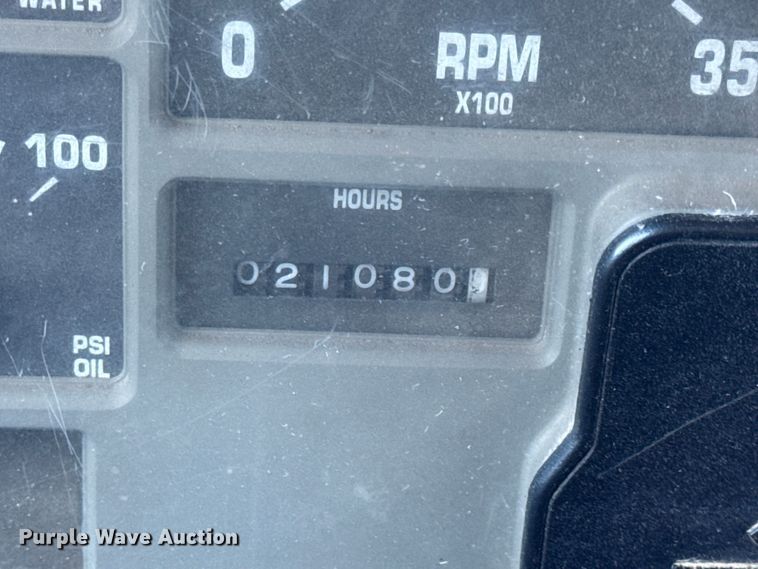 WATER
0 RPM 35
X100
100
HOURS
021080
PSI
OIL
Purple Wave Auction